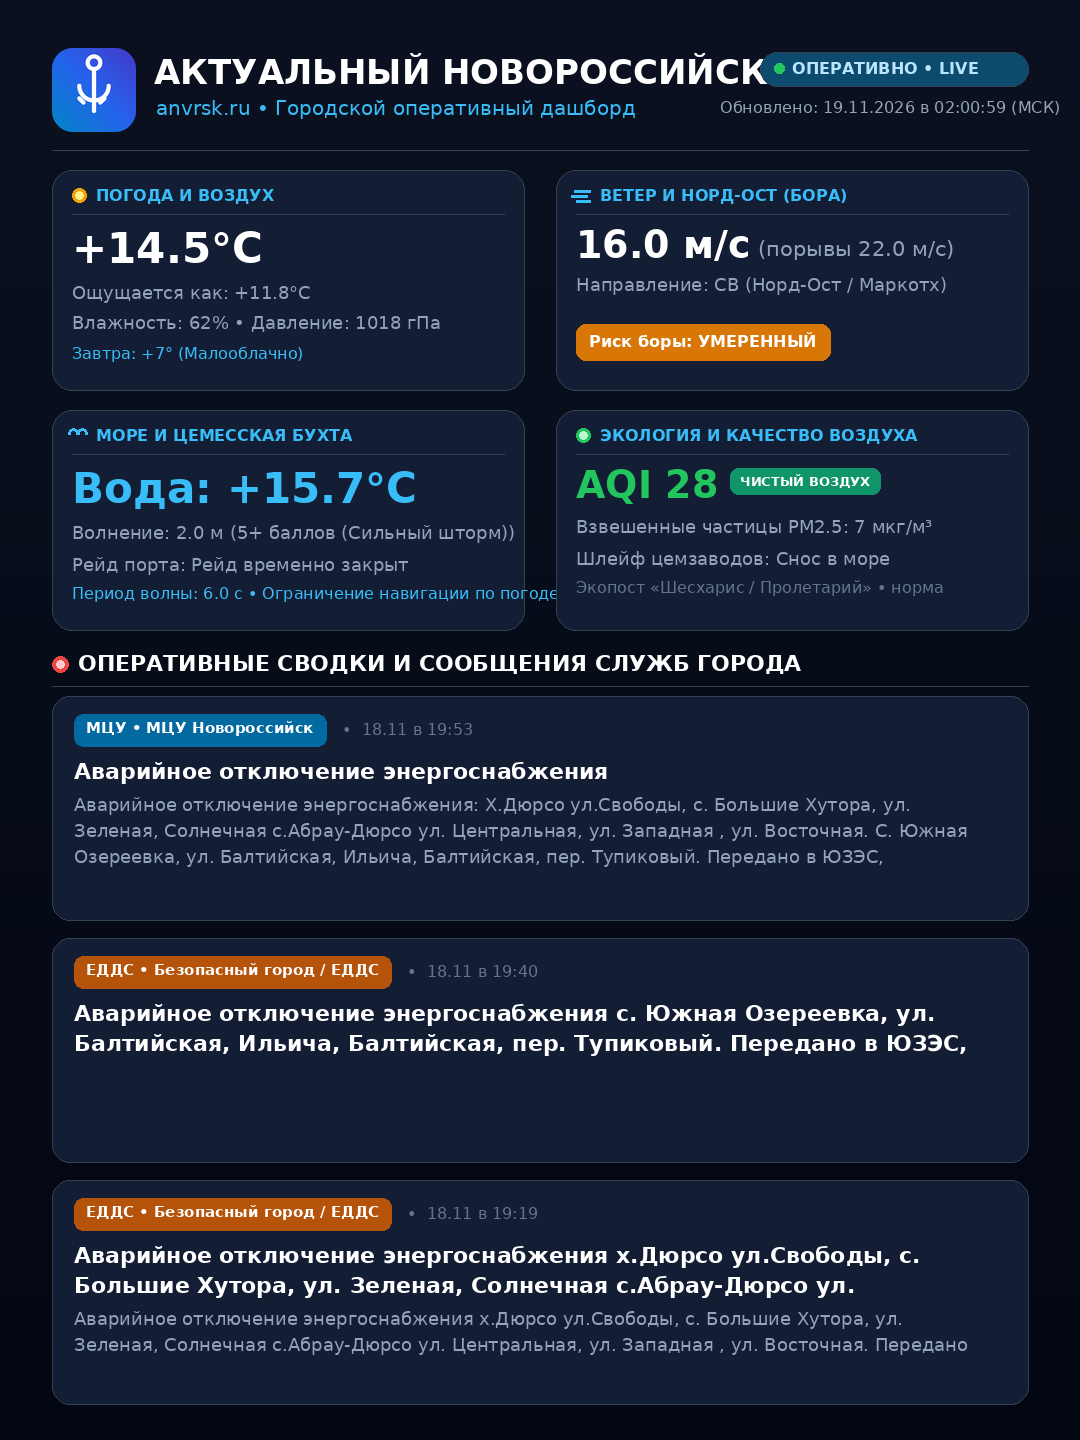 АКТУАЛЬНЫЙ НОВОРОССИЙСК
ОПЕРАТИВНО • LIVE
anvrsk.ru • Городской оперативный дашборд
Обновлено: 19.11.2026 в 02:00:59 (МСК)
ПОГОДА И ВОЗДУХ
+14.5°C
Ощущается как: +11.8°C
Влажность: 62% • Давление: 1018 гПа
Завтра: +7° (Малооблачно)
ВЕТЕР И НОРД-ОСТ (БОРА)
16.0 м/с (порывы 22.0 м/с)
Направление: СВ (Норд-Ост / Маркотх)
Риск боры: УМЕРЕННЫЙ
МОРЕ И ЦЕМЕССКАЯ БУХТА
Вода: +15.7°C
Волнение: 2.0 м (5+ баллов (Сильный шторм))
Рейд порта: Рейд временно закрыт
Период волны: 6.0 с • Ограничение навигации по погоде
ЭКОЛОГИЯ И КАЧЕСТВО ВОЗДУХА
AQI 28 ЧИСТЫЙ ВОЗДУХ
Взвешенные частицы PM2.5: 7 мкг/м³
Шлейф цемзаводов: Снос в море
Экопост «Шесхарис / Пролетарий» • норма
ОПЕРАТИВНЫЕ СВОДКИ И СООБЩЕНИЯ СЛУЖБ ГОРОДА
МЦУ • МЦУ Новороссийск • 18.11 в 19:53
Аварийное отключение энергоснабжения
Аварийное отключение энергоснабжения: Х.Дюрсо ул.Свободы, с. Большие Хутора, ул.
Зеленая, Солнечная с.Абрау-Дюрсо ул. Центральная, ул. Западная , ул. Восточная. С. Южная
Озереевка, ул. Балтийская, Ильича, Балтийская, пер. Тупиковый. Передано в ЮЗЭС,
ЕДДС • Безопасный город / ЕДДС • 18.11 в 19:40
Аварийное отключение энергоснабжения с. Южная Озереевка, ул.
Балтийская, Ильича, Балтийская, пер. Тупиковый. Передано в ЮЗЭС,
ЕДДС • Безопасный город / ЕДДС • 18.11 в 19:19
Аварийное отключение энергоснабжения х.Дюрсо ул.Свободы, с.
Большие Хутора, ул. Зеленая, Солнечная с.Абрау-Дюрсо ул.
Аварийное отключение энергоснабжения х.Дюрсо ул.Свободы, с. Большие Хутора, ул.
Зеленая, Солнечная с.Абрау-Дюрсо ул. Центральная, ул. Западная , ул. Восточная. Передано